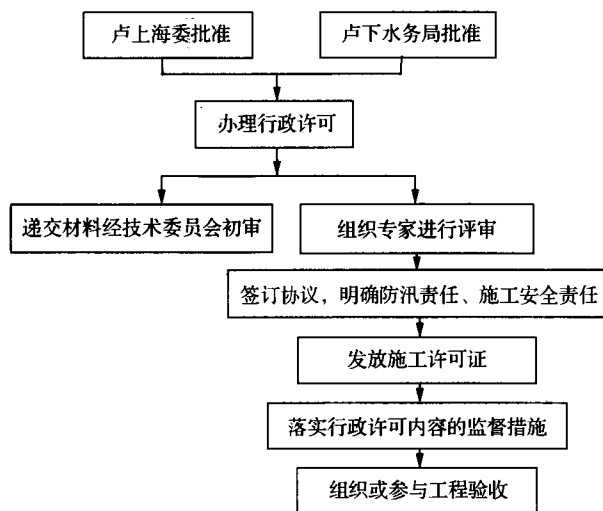 卢上海委批准
卢下水务局批准
办理行政许可
递交材料经技术委员会初审
组织专家进行评审
签订协议，明确防汛责任、施工安全责任
发放施工许可证
落实行政许可内容的监督措施
组织或参与工程验收